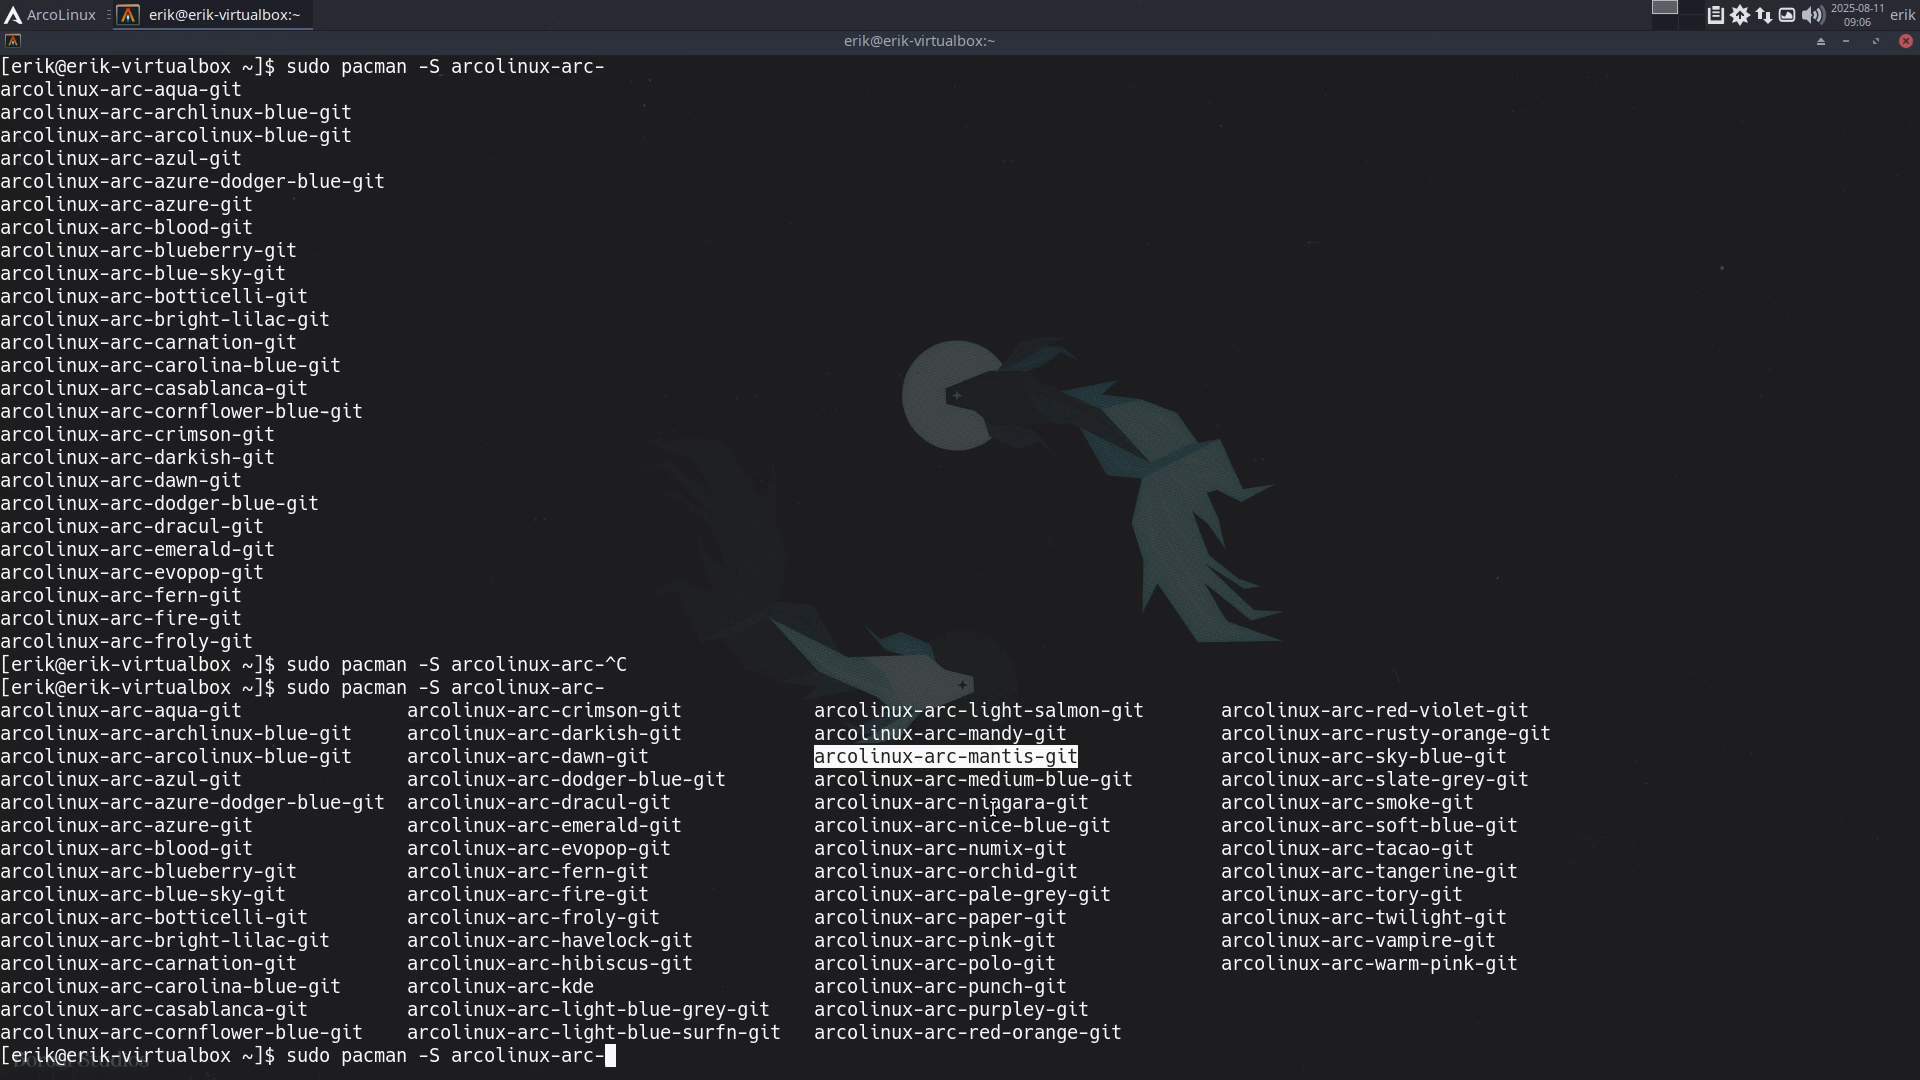 ArcoLinux erik@erik-virtualbox:~ 2025-08-11 09:06 erik
erik@erik-virtualbox:~
[erik@erik-virtualbox ~]$ sudo pacman -S arcolinux-arc-
arcolinux-arc-aqua-git
arcolinux-arc-archlinux-blue-git
arcolinux-arc-arcolinux-blue-git
arcolinux-arc-azul-git
arcolinux-arc-azure-dodger-blue-git
arcolinux-arc-azure-git
arcolinux-arc-blood-git
arcolinux-arc-blueberry-git
arcolinux-arc-blue-sky-git
arcolinux-arc-botticelli-git
arcolinux-arc-bright-lilac-git
arcolinux-arc-carnation-git
arcolinux-arc-carolina-blue-git
arcolinux-arc-casablanca-git
arcolinux-arc-cornflower-blue-git
arcolinux-arc-crimson-git
arcolinux-arc-darkish-git
arcolinux-arc-dawn-git
arcolinux-arc-dodger-blue-git
arcolinux-arc-dracul-git
arcolinux-arc-emerald-git
arcolinux-arc-evopop-git
arcolinux-arc-fern-git
arcolinux-arc-fire-git
arcolinux-arc-froly-git
[erik@erik-virtualbox ~]$ sudo pacman -S arcolinux-arc-^C
[erik@erik-virtualbox ~]$ sudo pacman -S arcolinux-arc-
arcolinux-arc-aqua-git arcolinux-arc-crimson-git arcolinux-arc-light-salmon-git arcolinux-arc-red-violet-git
arcolinux-arc-archlinux-blue-git arcolinux-arc-darkish-git arcolinux-arc-mandy-git arcolinux-arc-rusty-orange-git
arcolinux-arc-arcolinux-blue-git arcolinux-arc-dawn-git arcolinux-arc-mantis-git arcolinux-arc-sky-blue-git
arcolinux-arc-azul-git arcolinux-arc-dodger-blue-git arcolinux-arc-medium-blue-git arcolinux-arc-slate-grey-git
arcolinux-arc-azure-dodger-blue-git arcolinux-arc-dracul-git arcolinux-arc-niagara-git arcolinux-arc-smoke-git
arcolinux-arc-azure-git arcolinux-arc-emerald-git arcolinux-arc-nice-blue-git arcolinux-arc-soft-blue-git
arcolinux-arc-blood-git arcolinux-arc-evopop-git arcolinux-arc-numix-git arcolinux-arc-tacao-git
arcolinux-arc-blueberry-git arcolinux-arc-fern-git arcolinux-arc-orchid-git arcolinux-arc-tangerine-git
arcolinux-arc-blue-sky-git arcolinux-arc-fire-git arcolinux-arc-pale-grey-git arcolinux-arc-tory-git
arcolinux-arc-botticelli-git arcolinux-arc-froly-git arcolinux-arc-paper-git arcolinux-arc-twilight-git
arcolinux-arc-bright-lilac-git arcolinux-arc-havelock-git arcolinux-arc-pink-git arcolinux-arc-vampire-git
arcolinux-arc-carnation-git arcolinux-arc-hibiscus-git arcolinux-arc-polo-git arcolinux-arc-warm-pink-git
arcolinux-arc-carolina-blue-git arcolinux-arc-kde arcolinux-arc-punch-git
arcolinux-arc-casablanca-git arcolinux-arc-light-blue-grey-git arcolinux-arc-purpley-git
arcolinux-arc-cornflower-blue-git arcolinux-arc-light-blue-surfn-git arcolinux-arc-red-orange-git
[erik@erik-virtualbox ~]$ sudo pacman -S arcolinux-arc-